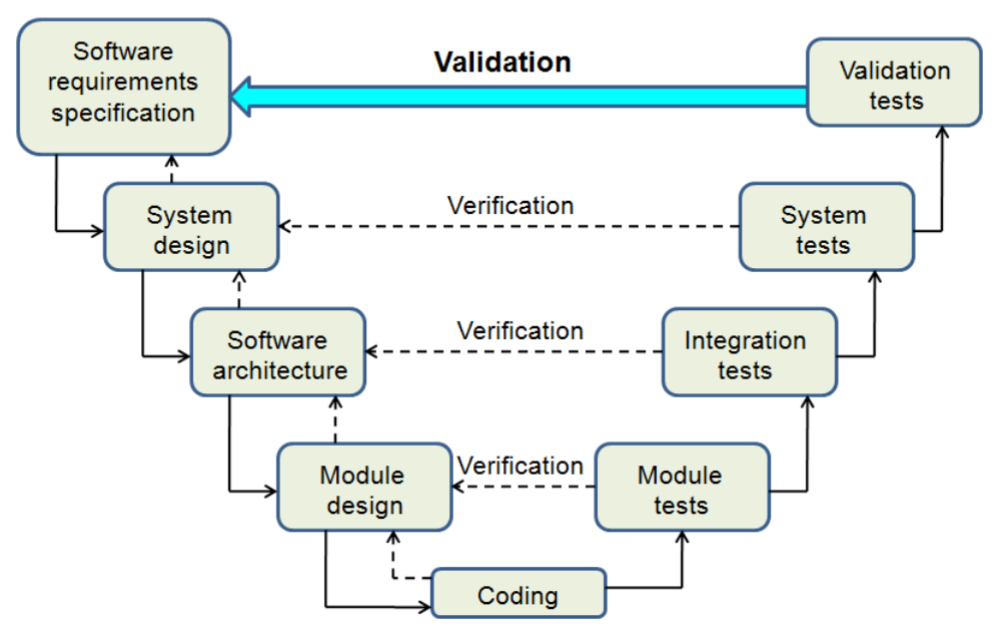 Software
requirements
specification
Validation
Validation
tests
System
design
Verification
System
tests
Software
architecture
Verification
Integration
tests
Module
design
Verification
Module
tests
Coding